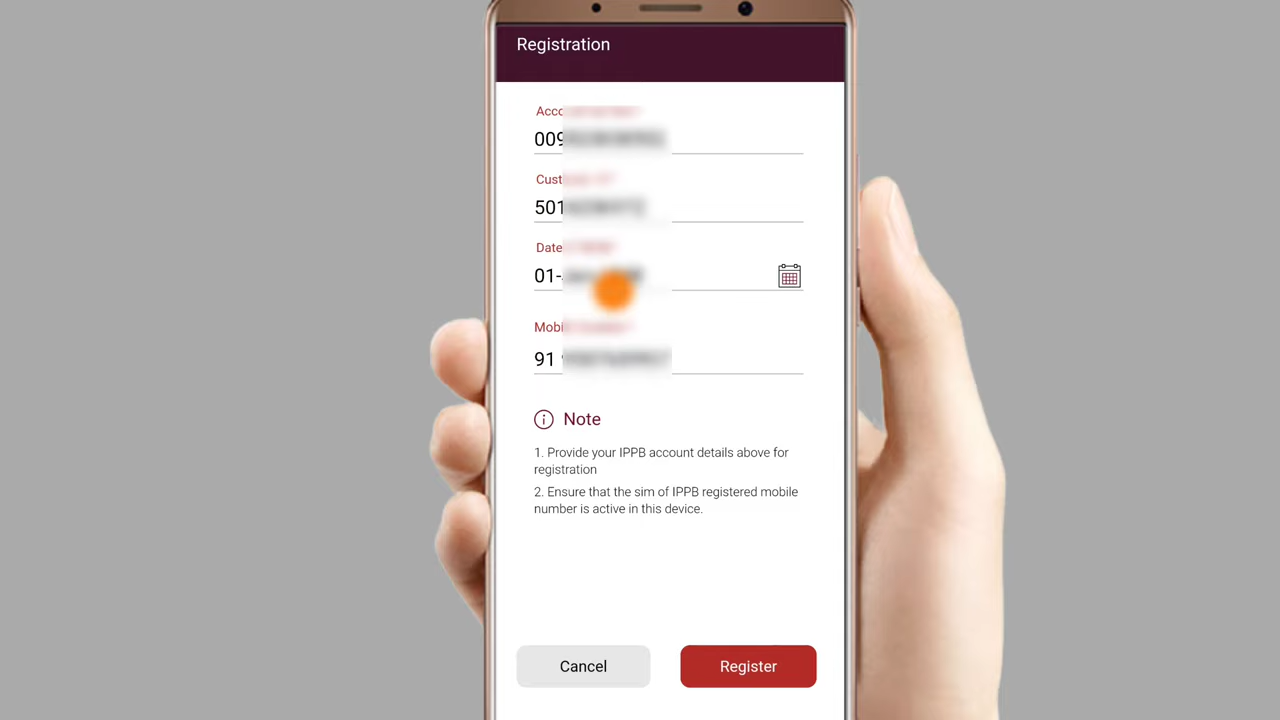 Registration
Acco
009
Cust
501
Date
01-
Mobi
91
Note
1. Provide your IPPB account details above for
registration
2. Ensure that the sim of IPPB registered mobile
number is active in this device.
Cancel
Register